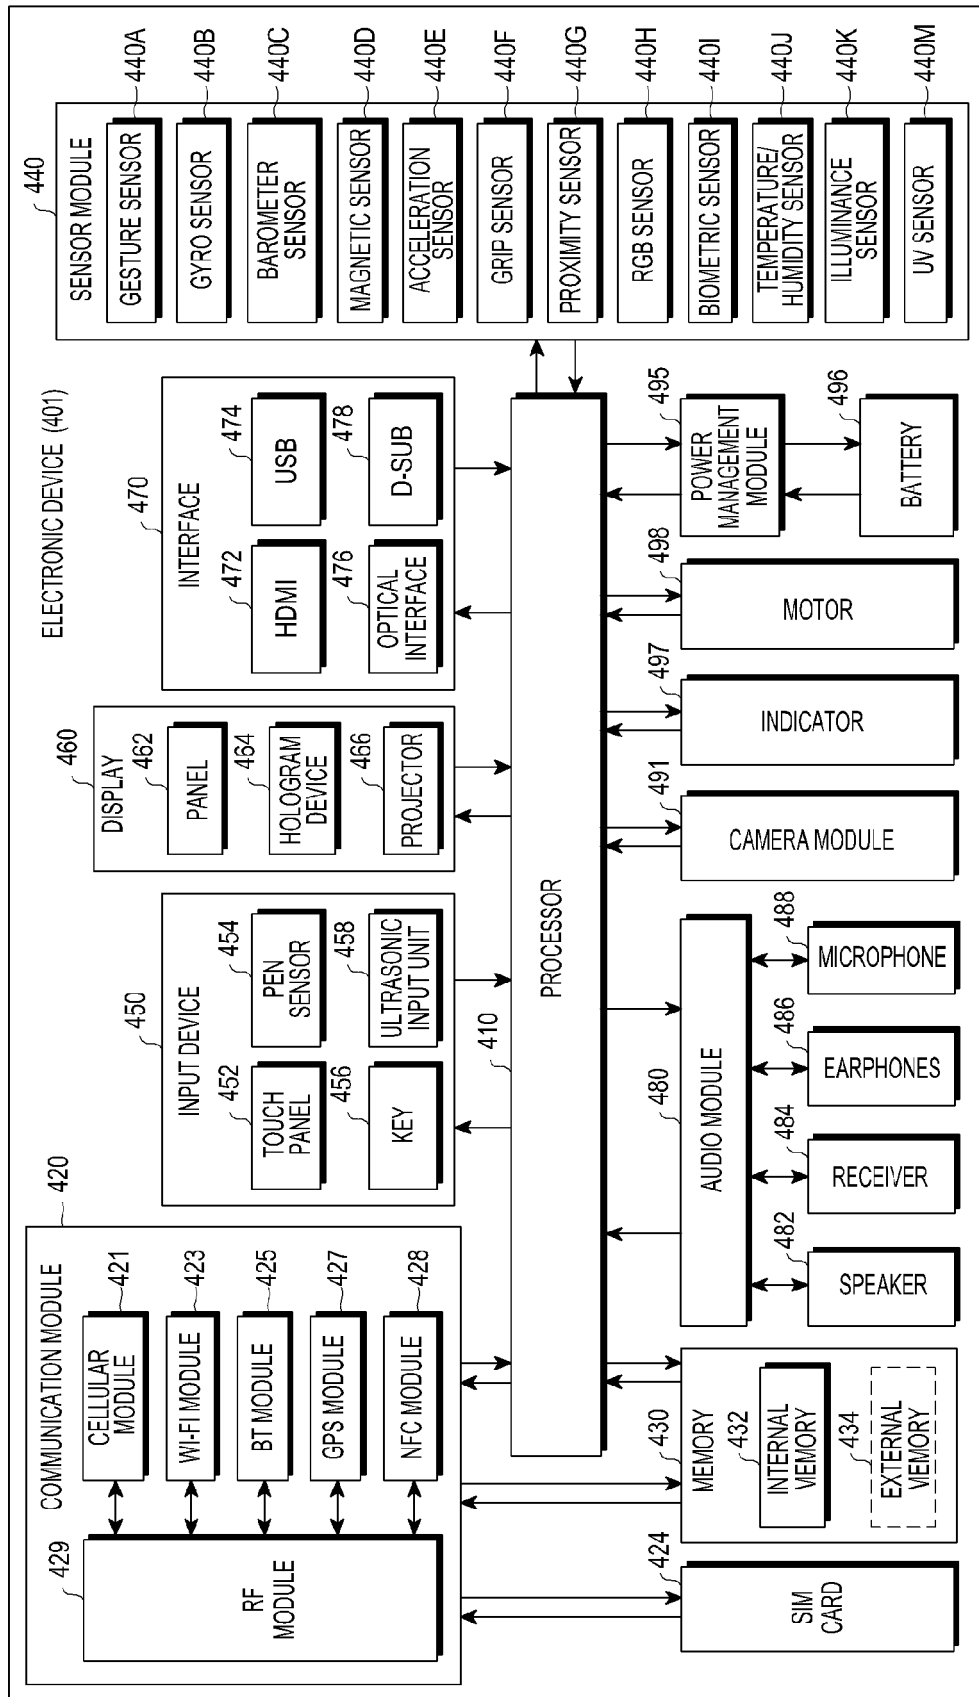 ELECTRONIC DEVICE (401)
420
COMMUNICATION MODULE
429
RF
MODULE
CELLULAR
MODULE
421
WI-FI MODULE
423
BT MODULE
425
GPS MODULE
427
NFC MODULE
428
450
INPUT DEVICE
452
TOUCH
PANEL
454
PEN
SENSOR
456
KEY
458
ULTRASONIC
INPUT UNIT
460
DISPLAY
462
PANEL
464
HOLOGRAM
DEVICE
466
PROJECTOR
470
INTERFACE
472
HDMI
474
USB
476
OPTICAL
INTERFACE
478
D-SUB
440
SENSOR MODULE
GESTURE SENSOR
440A
GYRO SENSOR
440B
BAROMETER
SENSOR
440C
MAGNETIC SENSOR
440D
ACCELERATION
SENSOR
440E
GRIP SENSOR
440F
PROXIMITY SENSOR
440G
RGB SENSOR
440H
BIOMETRIC SENSOR
440I
TEMPERATURE/
HUMIDITY SENSOR
440J
ILLUMINANCE
SENSOR
440K
UV SENSOR
440M
410
PROCESSOR
424
SIM
CARD
430
MEMORY
432
INTERNAL
MEMORY
434
EXTERNAL
MEMORY
480
AUDIO MODULE
482
SPEAKER
484
RECEIVER
486
EARPHONES
488
MICROPHONE
491
CAMERA MODULE
497
INDICATOR
498
MOTOR
495
POWER
MANAGEMENT
MODULE
496
BATTERY